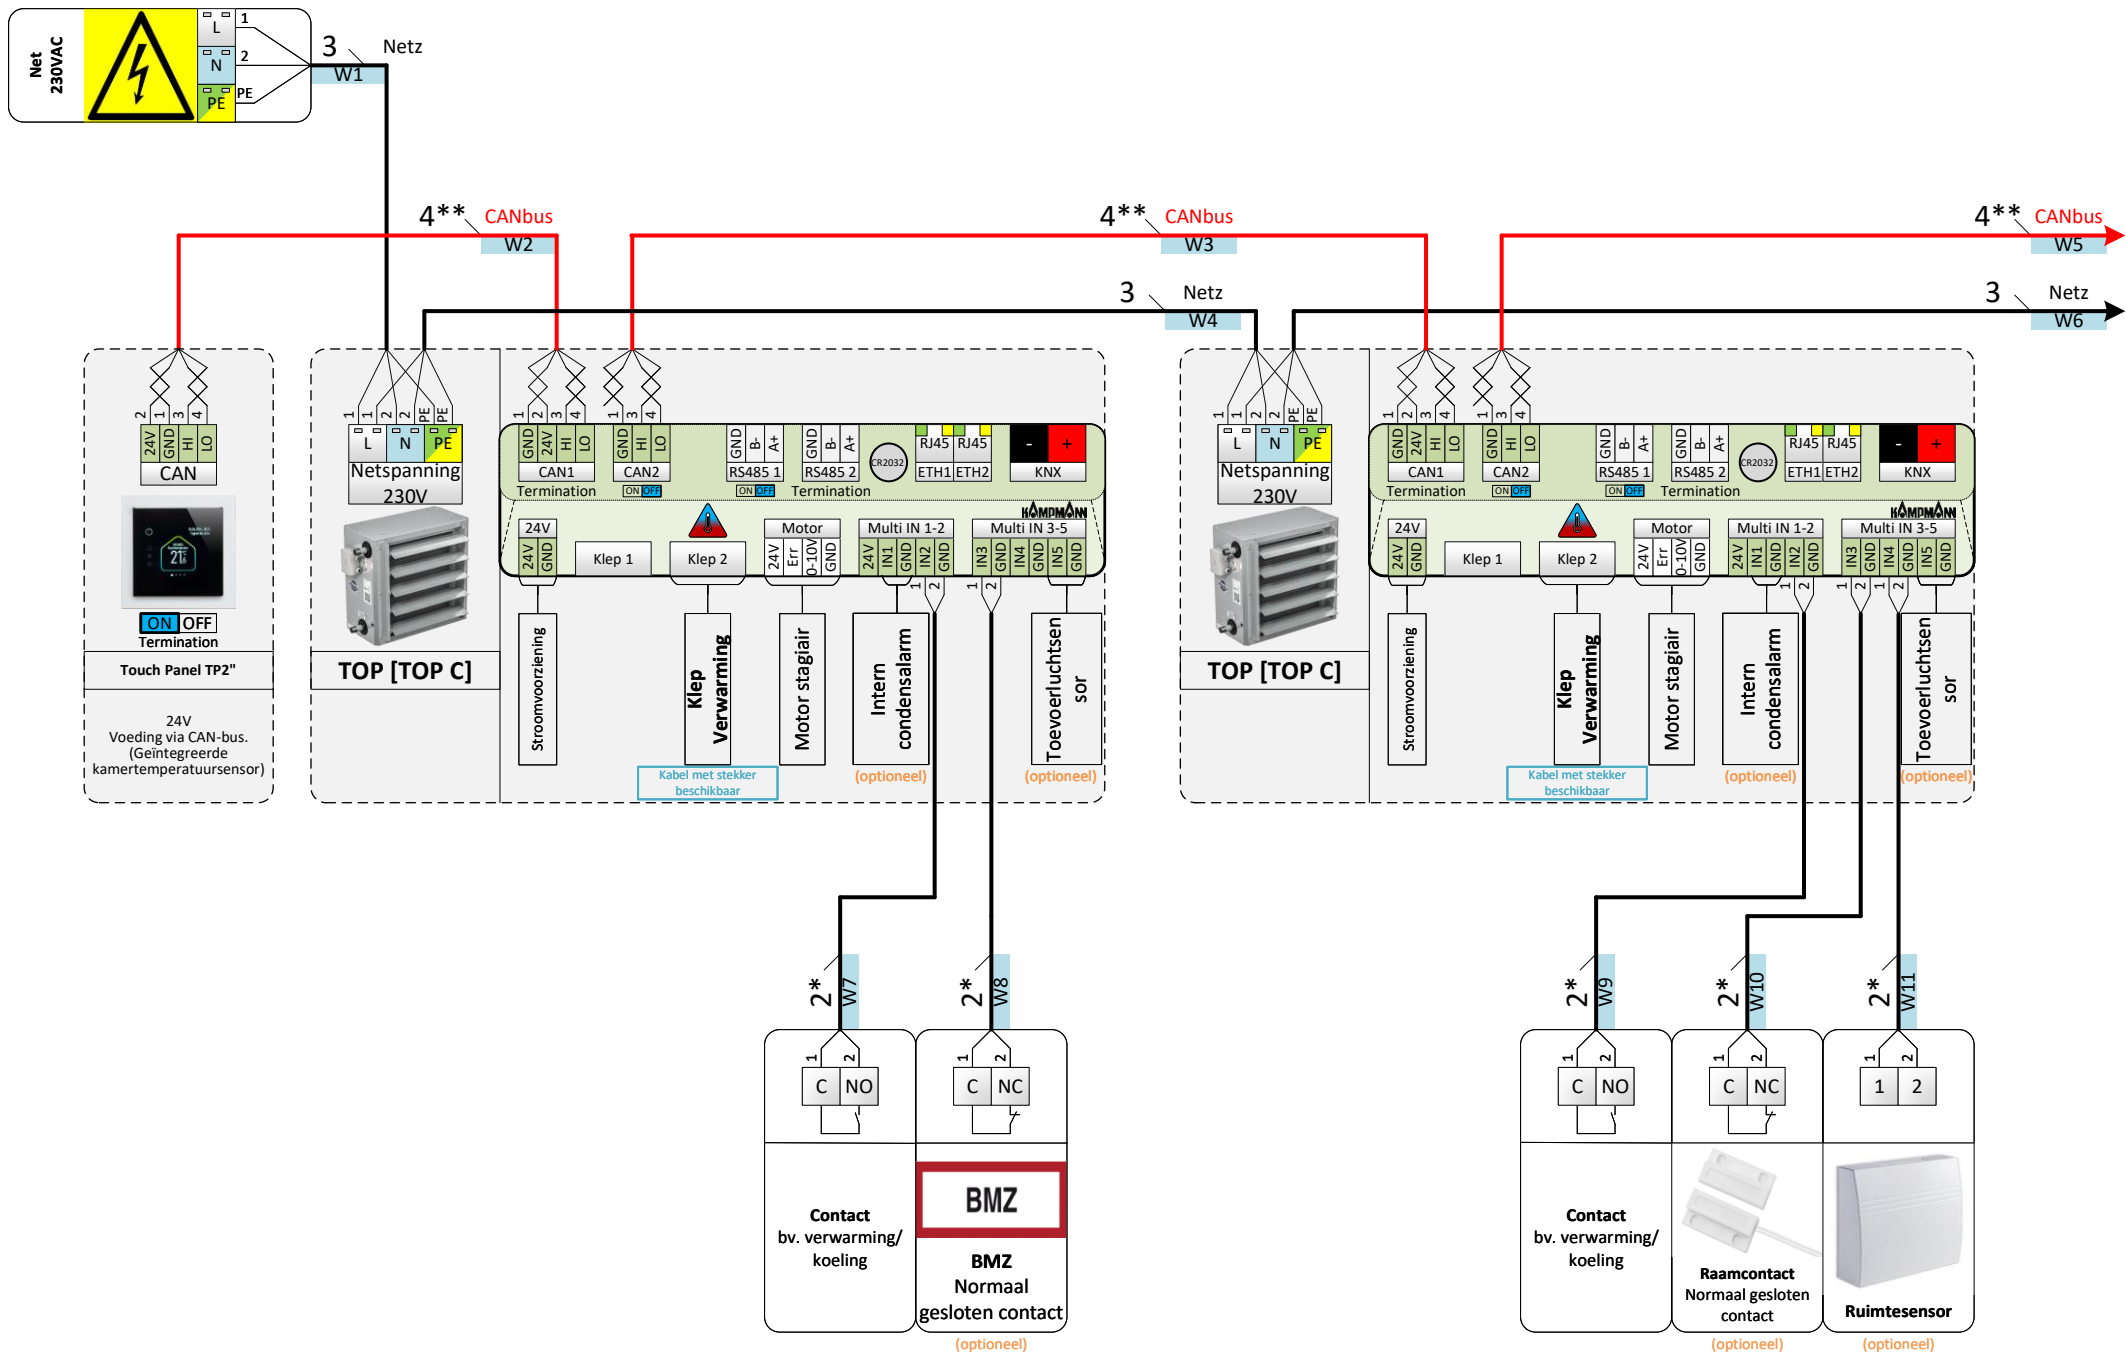 Net
230VAC
L
N
PE
1
2
PE
3
Netz
W1
4**
CANbus
W2
4**
CANbus
W3
4**
CANbus
W5
3
Netz
W4
3
Netz
W6
2
1
3
4
24V
GND
HI
LO
CAN
ON OFF
Termination
Touch Panel TP2"
24V
Voeding via CAN-bus.
(Geïntegreerde
kamertemperatuursensor)
1
1
2
2
PE
PE
L
N
PE
Netspanning
230V
TOP [TOP C]
1
2
3
4
GND
24V
HI
LO
CAN1
1
3
4
GND
HI
LO
CAN2
GND
B-
A+
RS485 1
GND
B-
A+
RS485 2
CR2032
RJ45 RJ45
ETH1 ETH2
- +
KNX
Termination
ON OFF
ON OFF
Termination
KAMPMANN
24V
24V
GND
Klep 1
Klep 2
Motor
24V
Err
0-10V
GND
Multi IN 1-2
24V
IN1
GND
IN2
GND
Multi IN 3-5
IN3
GND
IN4
GND
IN5
GND
1
2
1
2
Stroomvoorziening
Klep
Verwarming
Kabel met stekker
beschikbaar
Motor stagiair
Intern
condensalarm
(optioneel)
Toevoerluchtsen
sor
(optioneel)
1
1
2
2
PE
PE
L
N
PE
Netspanning
230V
TOP [TOP C]
1
2
3
4
GND
24V
HI
LO
CAN1
1
3
4
GND
HI
LO
CAN2
GND
B-
A+
RS485 1
GND
B-
A+
RS485 2
CR2032
RJ45 RJ45
ETH1 ETH2
- +
KNX
Termination
ON OFF
ON OFF
Termination
KAMPMANN
24V
24V
GND
Klep 1
Klep 2
Motor
24V
Err
0-10V
GND
Multi IN 1-2
24V
IN1
GND
IN2
GND
Multi IN 3-5
IN3
GND
IN4
GND
IN5
GND
1
2
1
2
1
2
Stroomvoorziening
Klep
Verwarming
Kabel met stekker
beschikbaar
Motor stagiair
Intern
condensalarm
(optioneel)
Toevoerluchtsen
sor
(optioneel)
2*
W7
1
2
C NO
Contact
bv. verwarming/
koeling
2*
W8
1
2
C NC
BMZ
BMZ
Normaal
gesloten contact
(optioneel)
2*
W9
1
2
C NO
Contact
bv. verwarming/
koeling
2*
W10
1
2
C NC
Raamcontact
Normaal gesloten
contact
(optioneel)
2*
W11
1
2
1 2
Ruimtesensor
(optioneel)